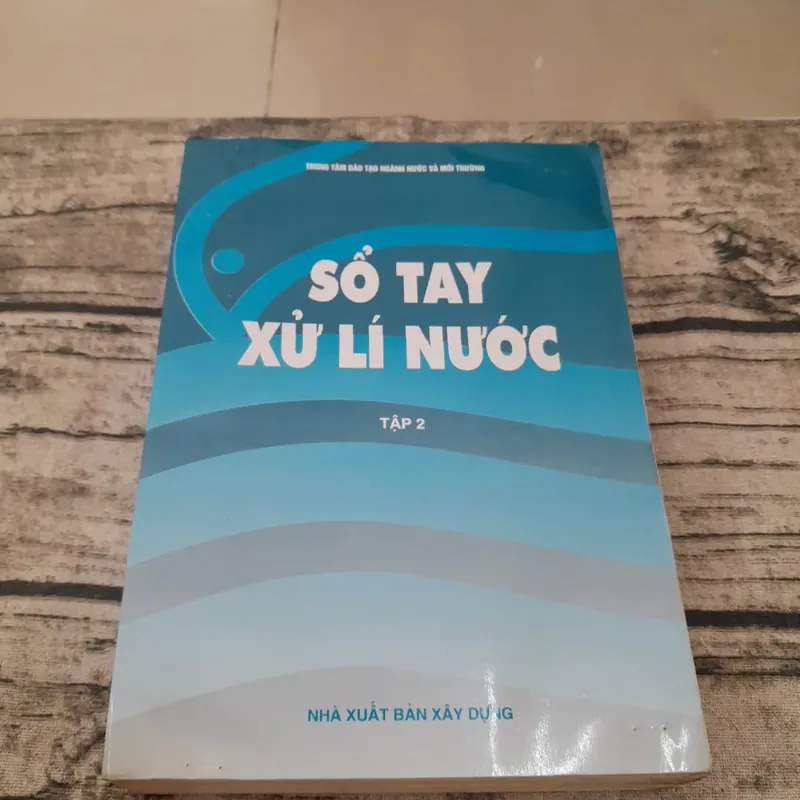 TRUNG TÂM ĐÀO TẠO NGÀNH NƯỚC VÀ MÔI TRƯỜNG
SỔ TAY
XỬ LÍ NƯỚC
TẬP 2
NHÀ XUẤT BẢN XÂY DỰNG